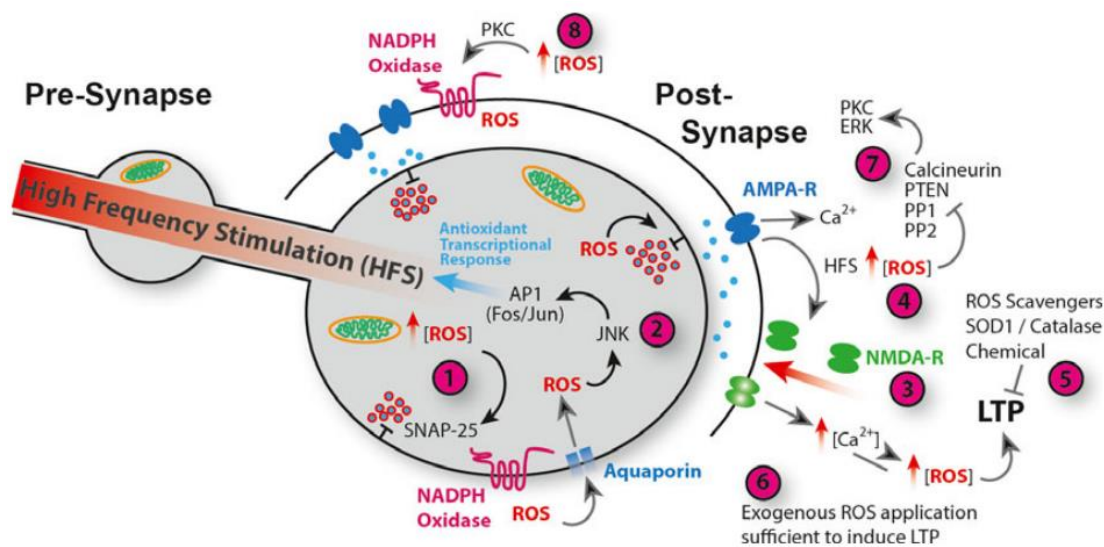 Pre-Synapse
High Frequency Stimulation (HFS)
NADPH
Oxidase
PKC
8
[ROS]
ROS
Post-
Synapse
PKC
ERK
7
Calcineurin
PTEN
PP1
PP2
AMPA-R
Ca2+
HFS
[ROS]
4
Antioxidant
Transcriptional
Response
ROS
AP1
(Fos/Jun)
JNK
2
[ROS]
1
ROS
SNAP-25
NADPH
Oxidase
ROS
Aquaporin
NMDA-R
3
ROS Scavengers
SOD1 / Catalase
Chemical
5
LTP
[Ca2+]
[ROS]
6
Exogenous ROS application
sufficient to induce LTP